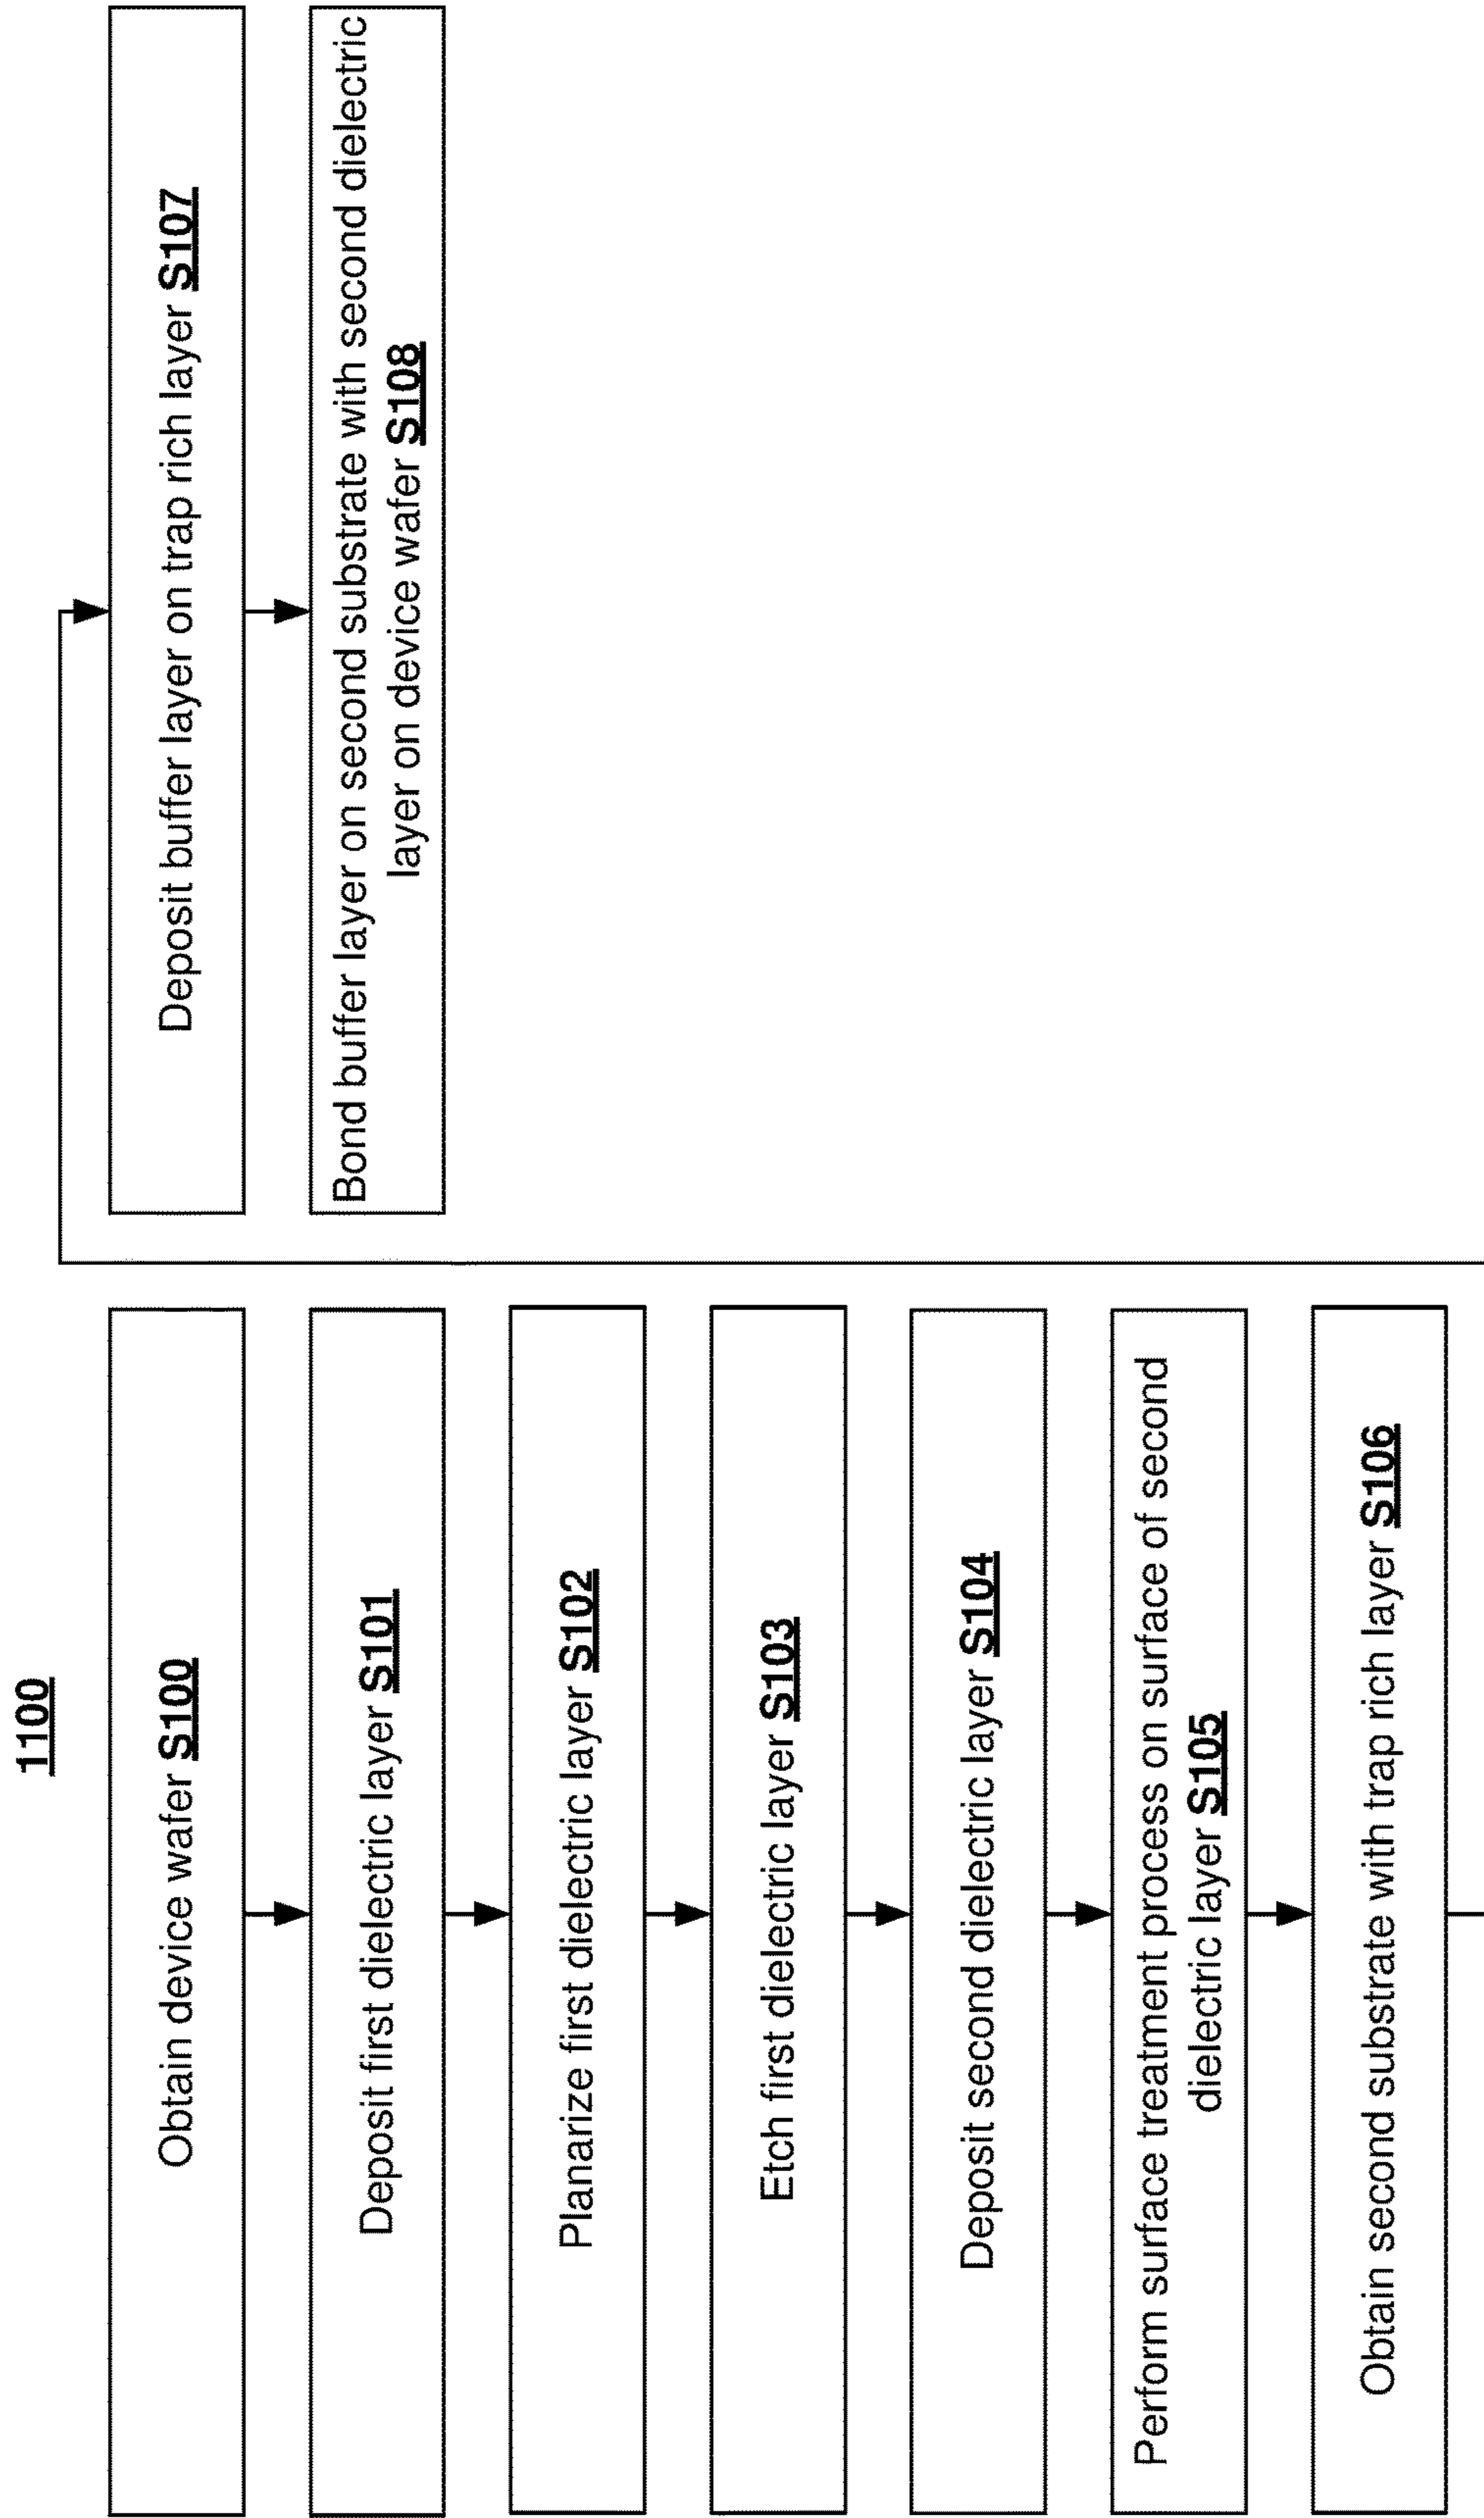 1100
Obtain device wafer S100
Deposit first dielectric layer S101
Planarize first dielectric layer S102
Etch first dielectric layer S103
Deposit second dielectric layer S104
Perform surface treatment process on surface of second
dielectric layer S105
Obtain second substrate with trap rich layer S106
Deposit buffer layer on trap rich layer S107
Bond buffer layer on second substrate with second dielectric
layer on device wafer S108